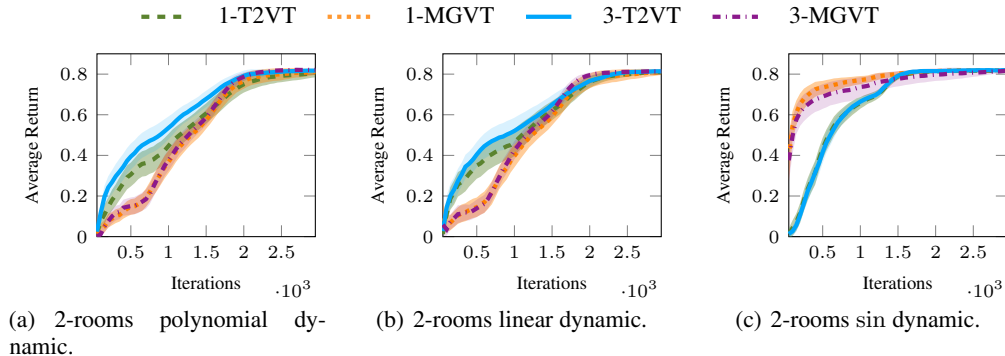 1-T2VT 1-MGVT 3-T2VT 3-MGVT
0.8
0.6
0.4
0.2
0
0.5 1 1.5 2 2.5
·10³
Iterations
Average Return
(a) 2-rooms polynomial dy-
namic.
0.8
0.6
0.4
0.2
0
0.5 1 1.5 2 2.5
·10³
Iterations
Average Return
(b) 2-rooms linear dynamic.
0.8
0.6
0.4
0.2
0
0.5 1 1.5 2 2.5
·10³
Iterations
Average Return
(c) 2-rooms sin dynamic.